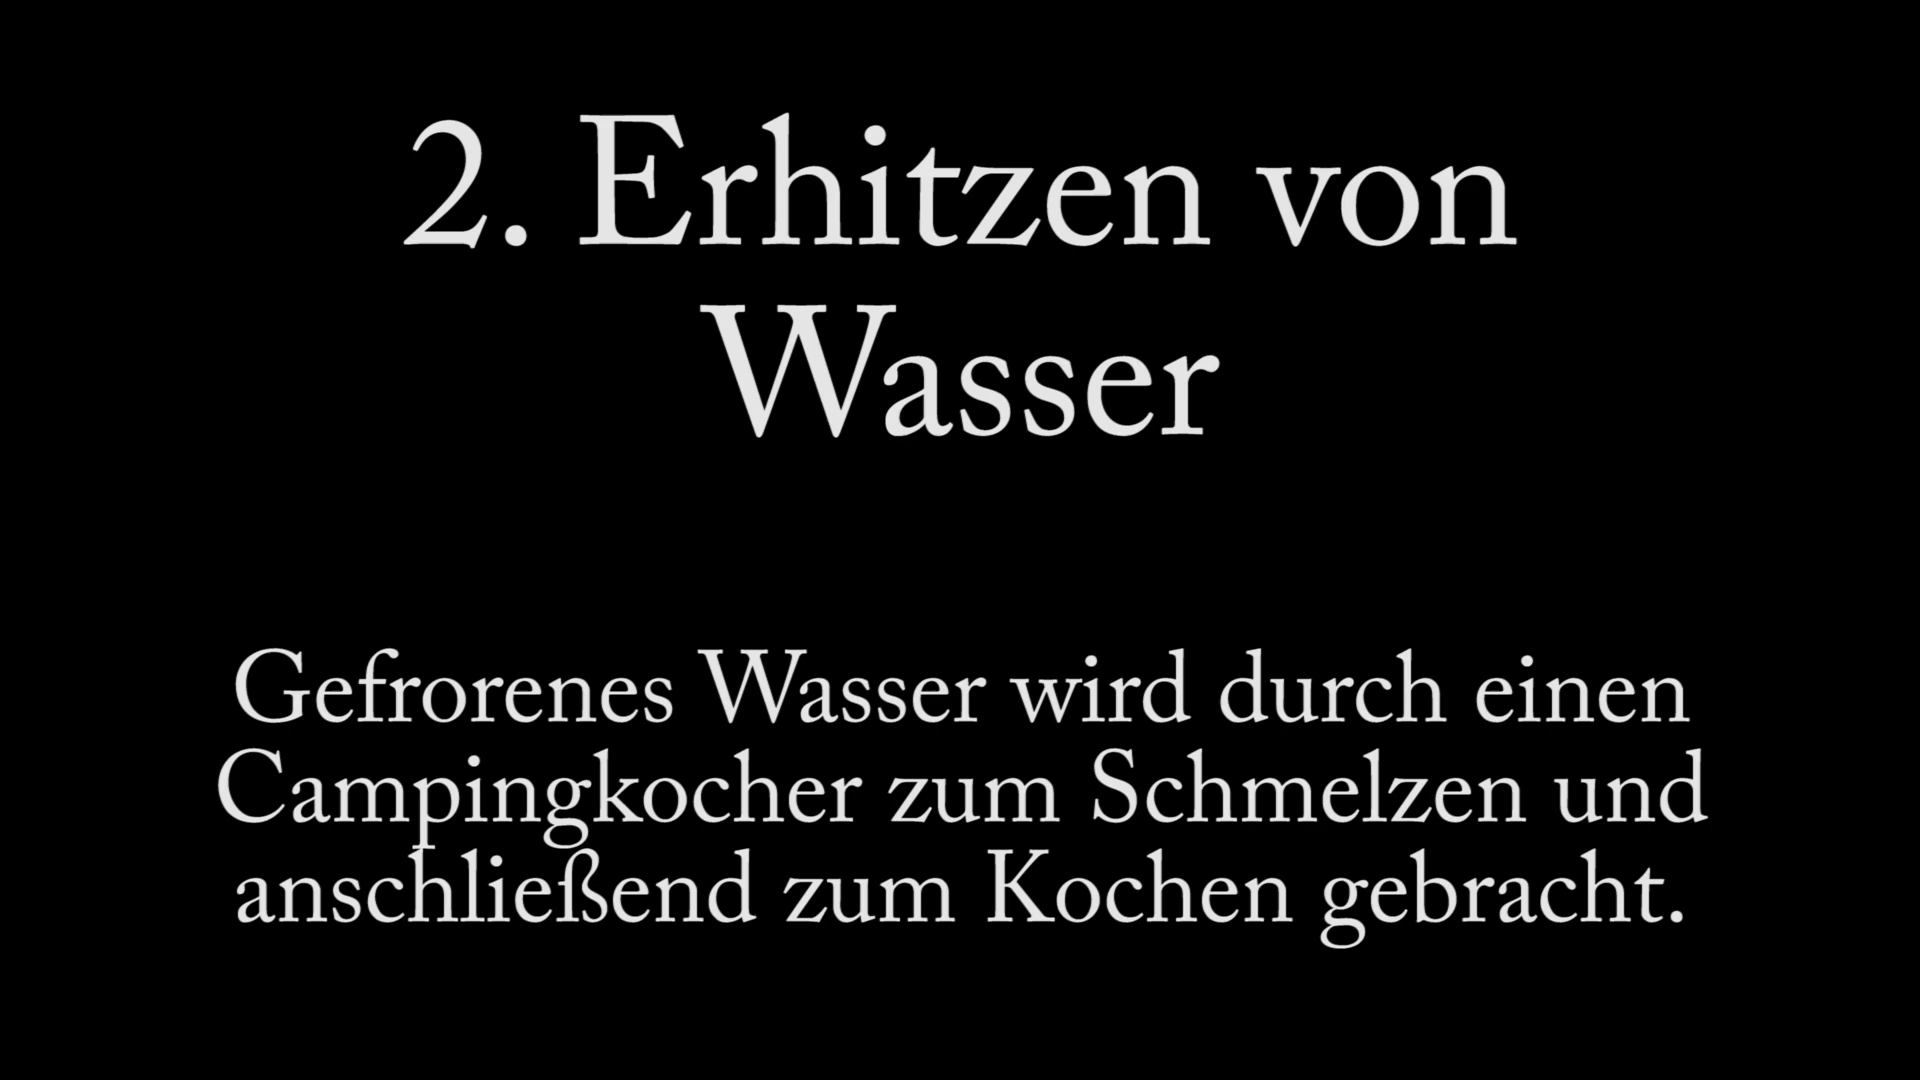 2. Erhitzen von
Wasser
Gefrorenes Wasser wird durch einen
Campingkocher zum Schmelzen und
anschließend zum Kochen gebracht.